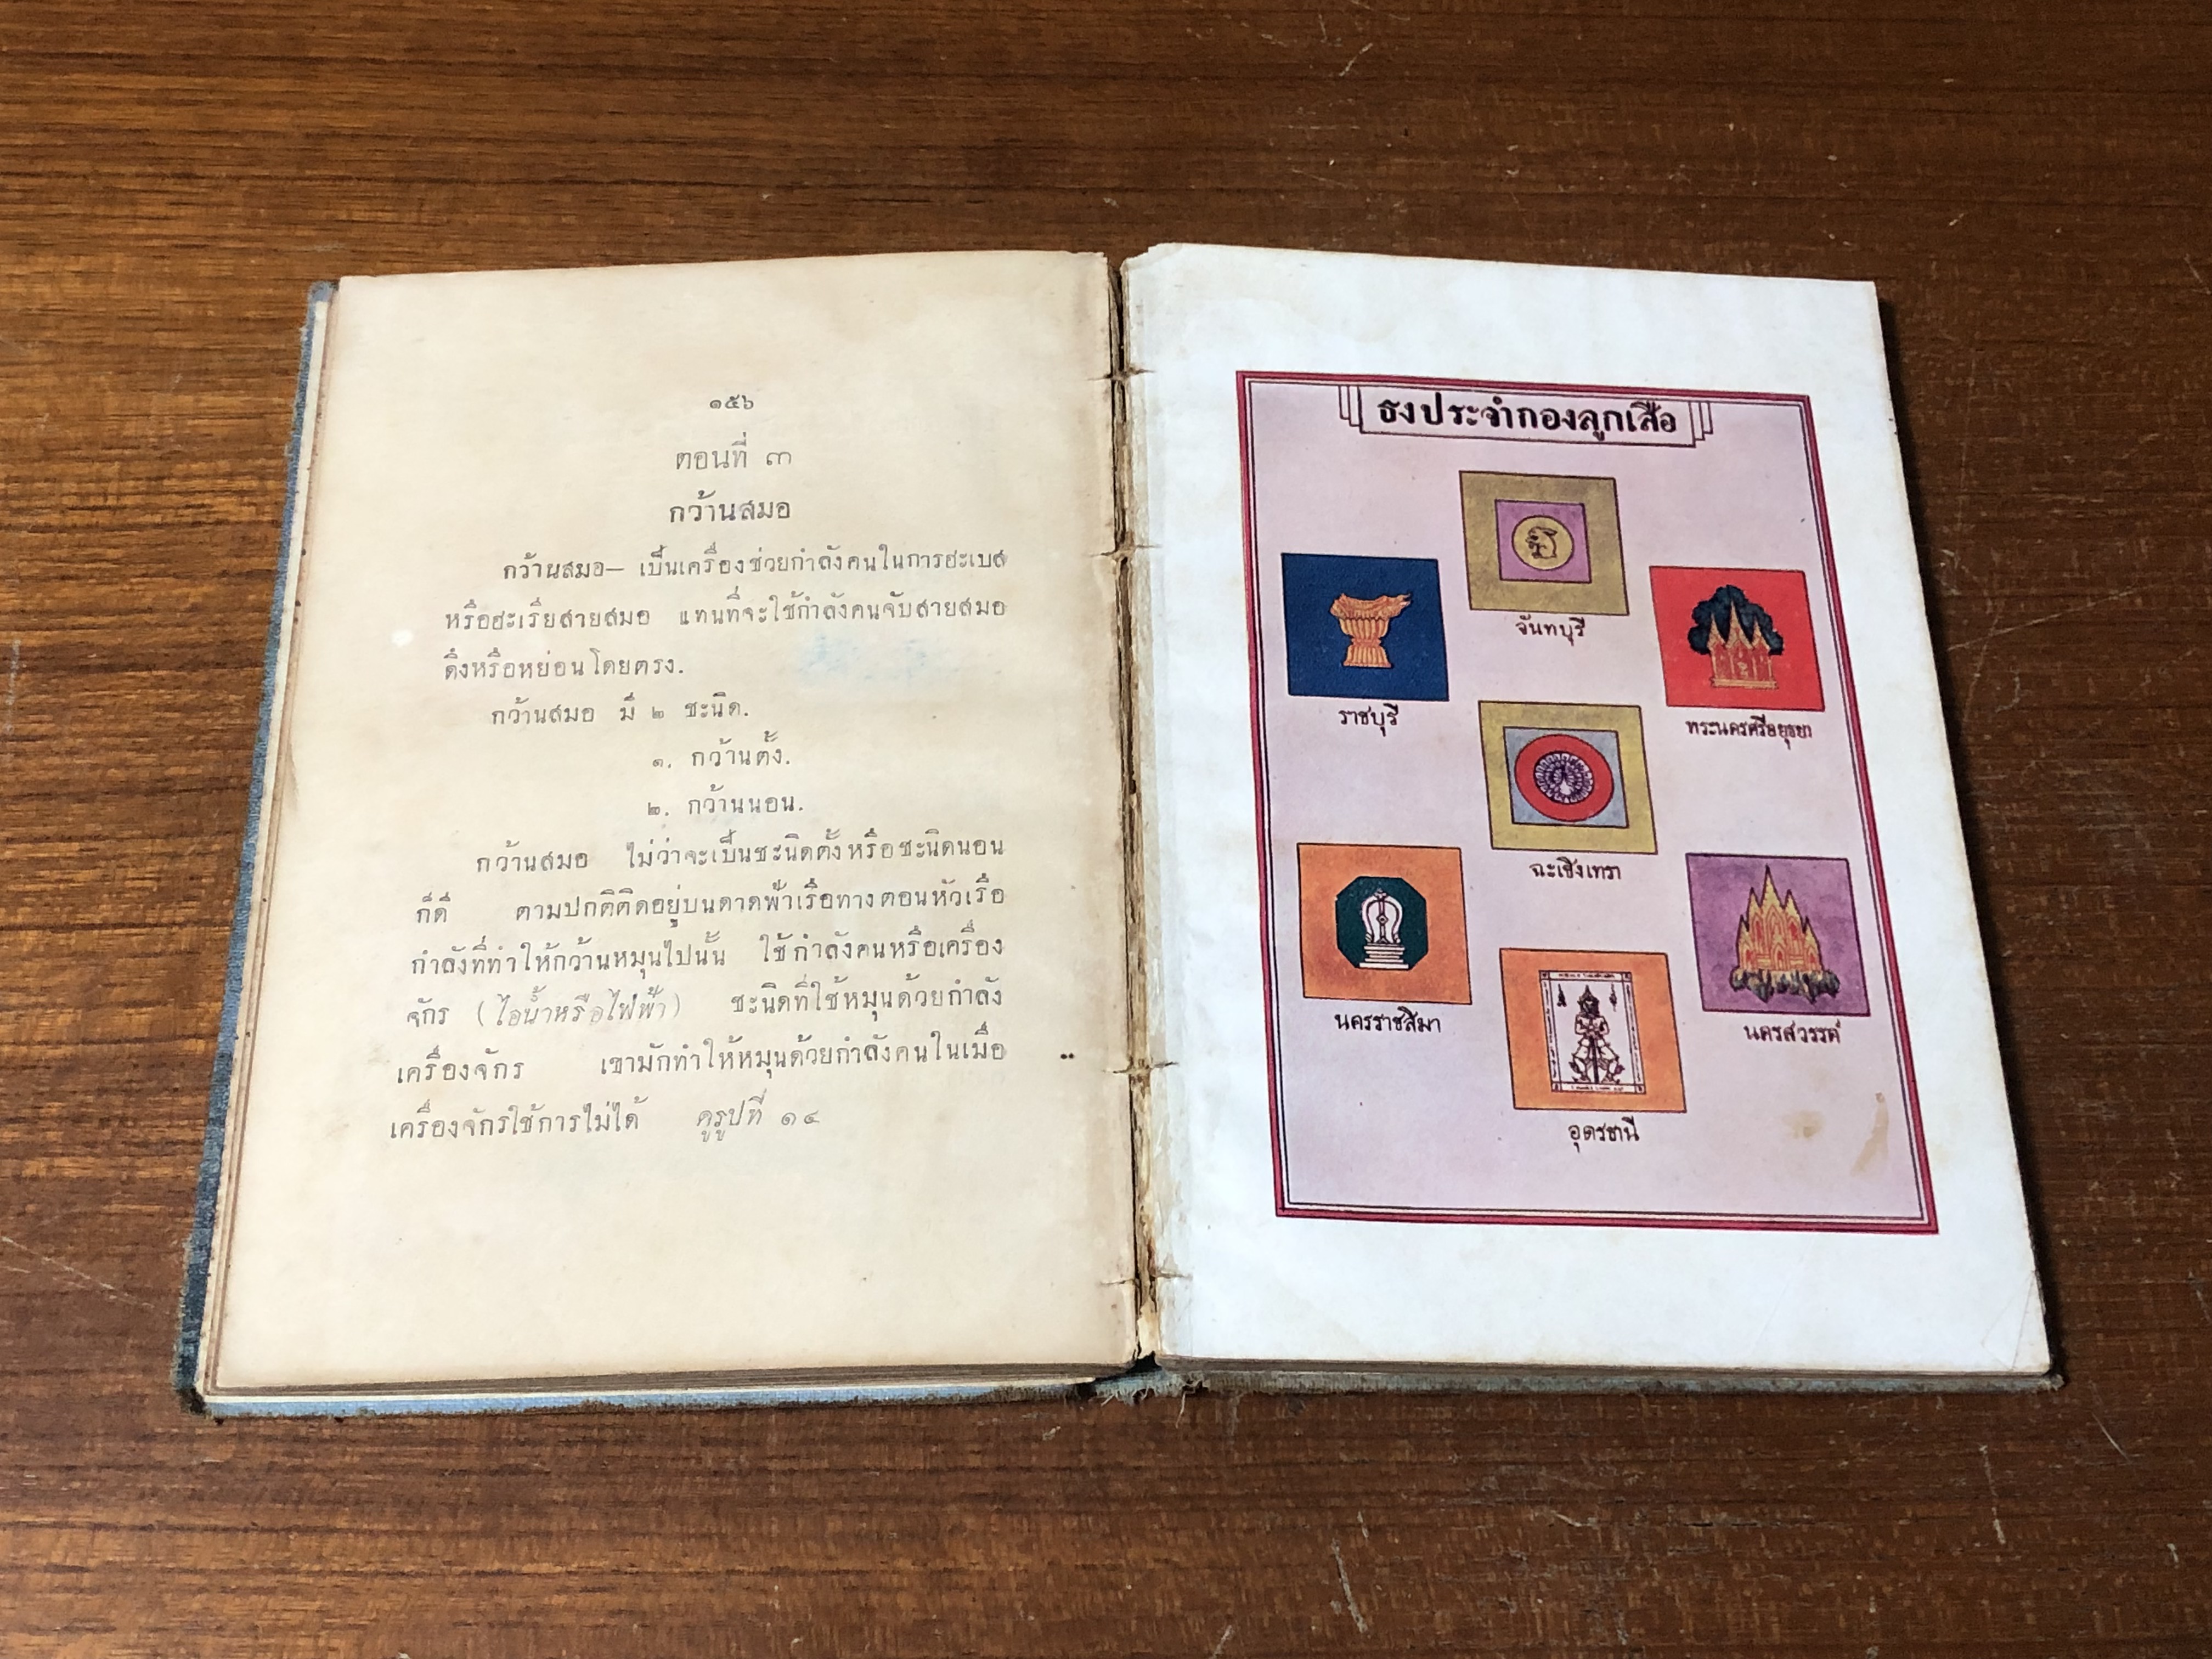 ๑๕๖
ตอนที่ ๓
กว้านสมอ
กว้านสมอ— เป็นเครื่องช่วยกำลังคนในการฮะเบส
หรือฮะเรียสายสมอ แทนที่จะใช้กำลังคนจับสายสมอ
ดึงหรือหย่อนโดยตรง.
กว้านสมอ มี ๒ ชะนิด.
๑. กว้านตั้ง.
๒. กว้านนอน.
กว้านสมอ ไม่ว่าจะเป็นชะนิดตั้งหรือชะนิดนอน
ก็ดี ตามปกติติดอยู่บนดาดฟ้าเรือทางตอนหัวเรือ
กำลังที่ทำให้กว้านหมุนไปนั้น ใช้กำลังคนหรือเครื่อง
จักร (ไอน้ำหรือไฟฟ้า) ชะนิดที่ใช้หมุนด้วยกำลัง
เครื่องจักร เขามักทำให้หมุนด้วยกำลังคนในเมื่อ
เครื่องจักรใช้การไม่ได้ ดูรูปที่ ๑๔
ธงประจำกองลูกเสือ
จันทบุรี
ราชบุรี
พระนครศรีอยุธยา
ฉะเชิงเทรา
นครราชสิมา
นครสวรรค์
อุดรธานี